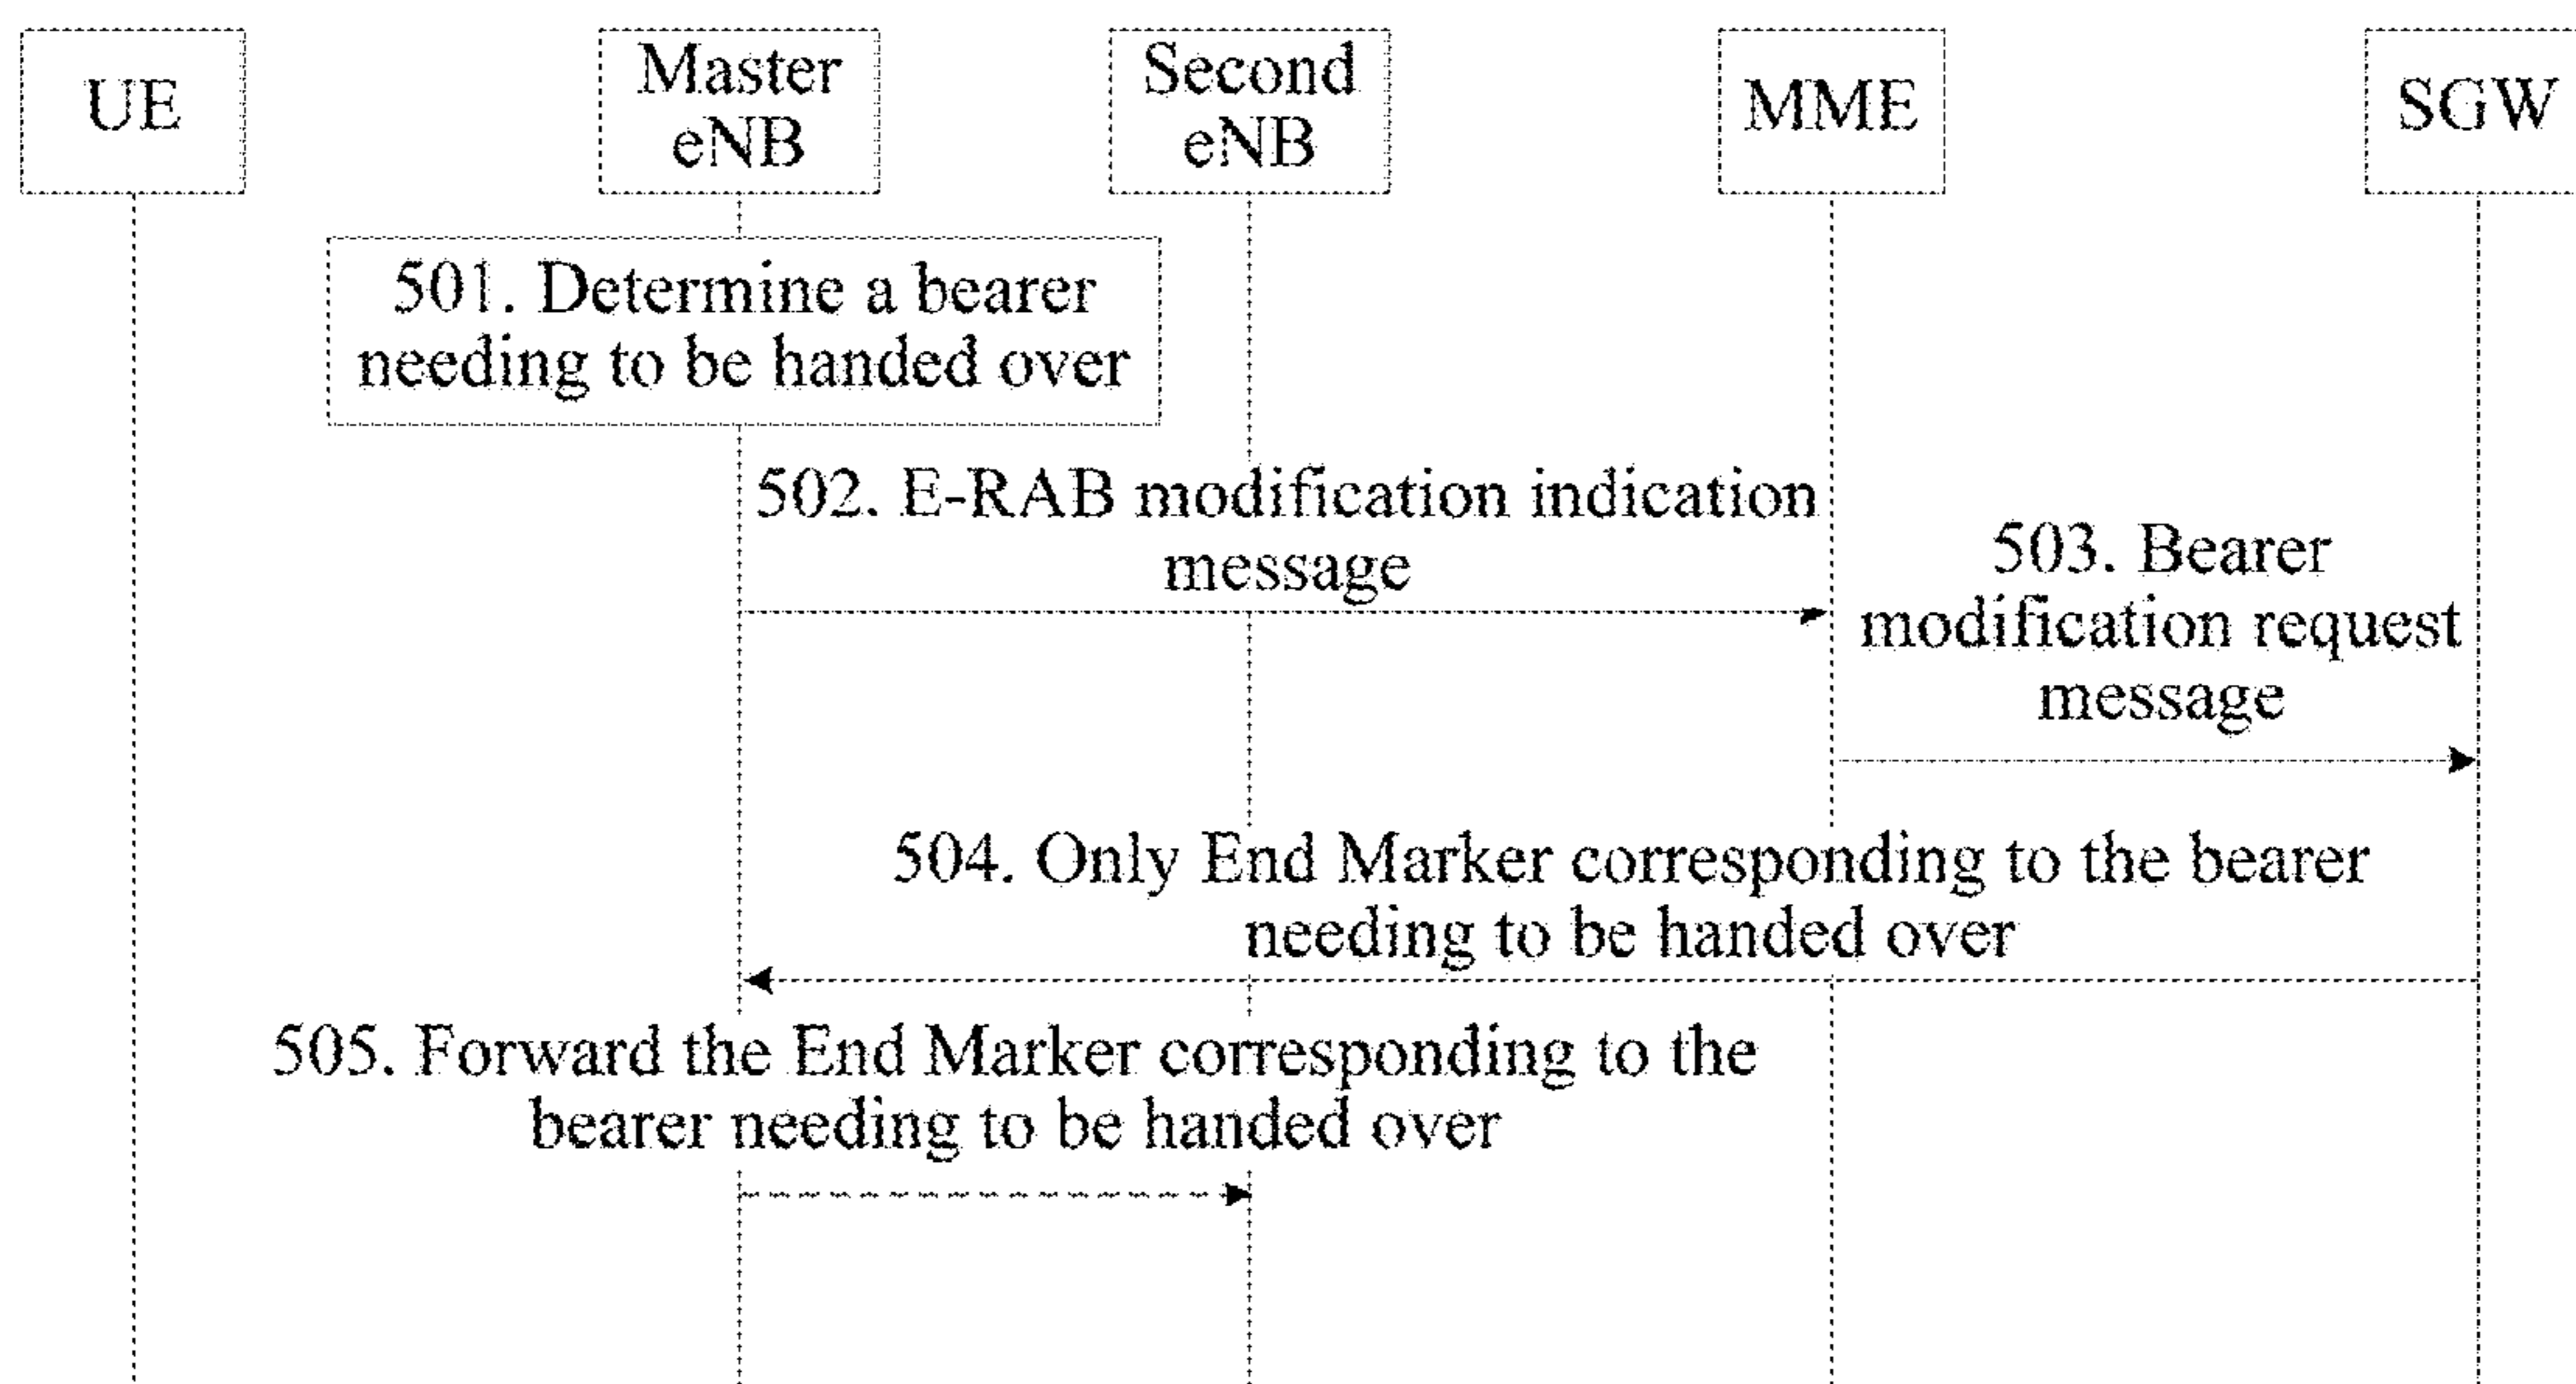 UE
Master
eNB
Second
eNB
MME
SGW
501. Determine a bearer
needing to be handed over
502. E-RAB modification indication
message
503. Bearer
modification request
message
504. Only End Marker corresponding to the bearer
needing to be handed over
505. Forward the End Marker corresponding to the
bearer needing to be handed over